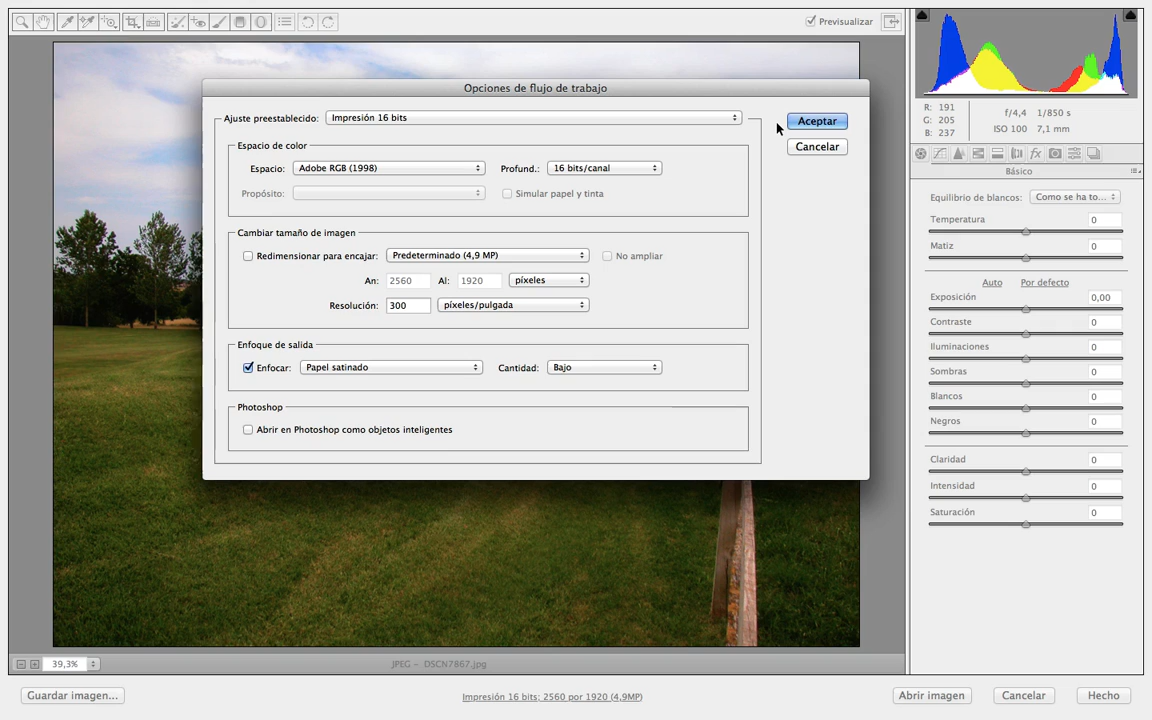 Previsualizar
Opciones de flujo de trabajo
Ajuste preestablecido: Impresión 16 bits
Aceptar
Cancelar
Espacio de color
Espacio: Adobe RGB (1998) Profund.: 16 bits/canal
Propósito: Simular papel y tinta
Cambiar tamaño de imagen
Redimensionar para encajar: Predeterminado (4,9 MP) No ampliar
An: 2560 Al: 1920 píxeles
Resolución: 300 píxeles/pulgada
Enfoque de salida
Enfocar: Papel satinado Cantidad: Bajo
Photoshop
Abrir en Photoshop como objetos inteligentes
R: 191
G: 205
B: 237
f/4,4 1/850 s
ISO 100 7,1 mm
Básico
Equilibrio de blancos: Como se ha to...
Temperatura 0
Matiz 0
Auto Por defecto
Exposición 0,00
Contraste 0
Iluminaciones 0
Sombras 0
Blancos 0
Negros 0
Claridad 0
Intensidad 0
Saturación 0
39,3% JPEG – DSCN7867.jpg
Guardar imagen... Impresión 16 bits; 2560 por 1920 (4,9MP) Abrir imagen Cancelar Hecho